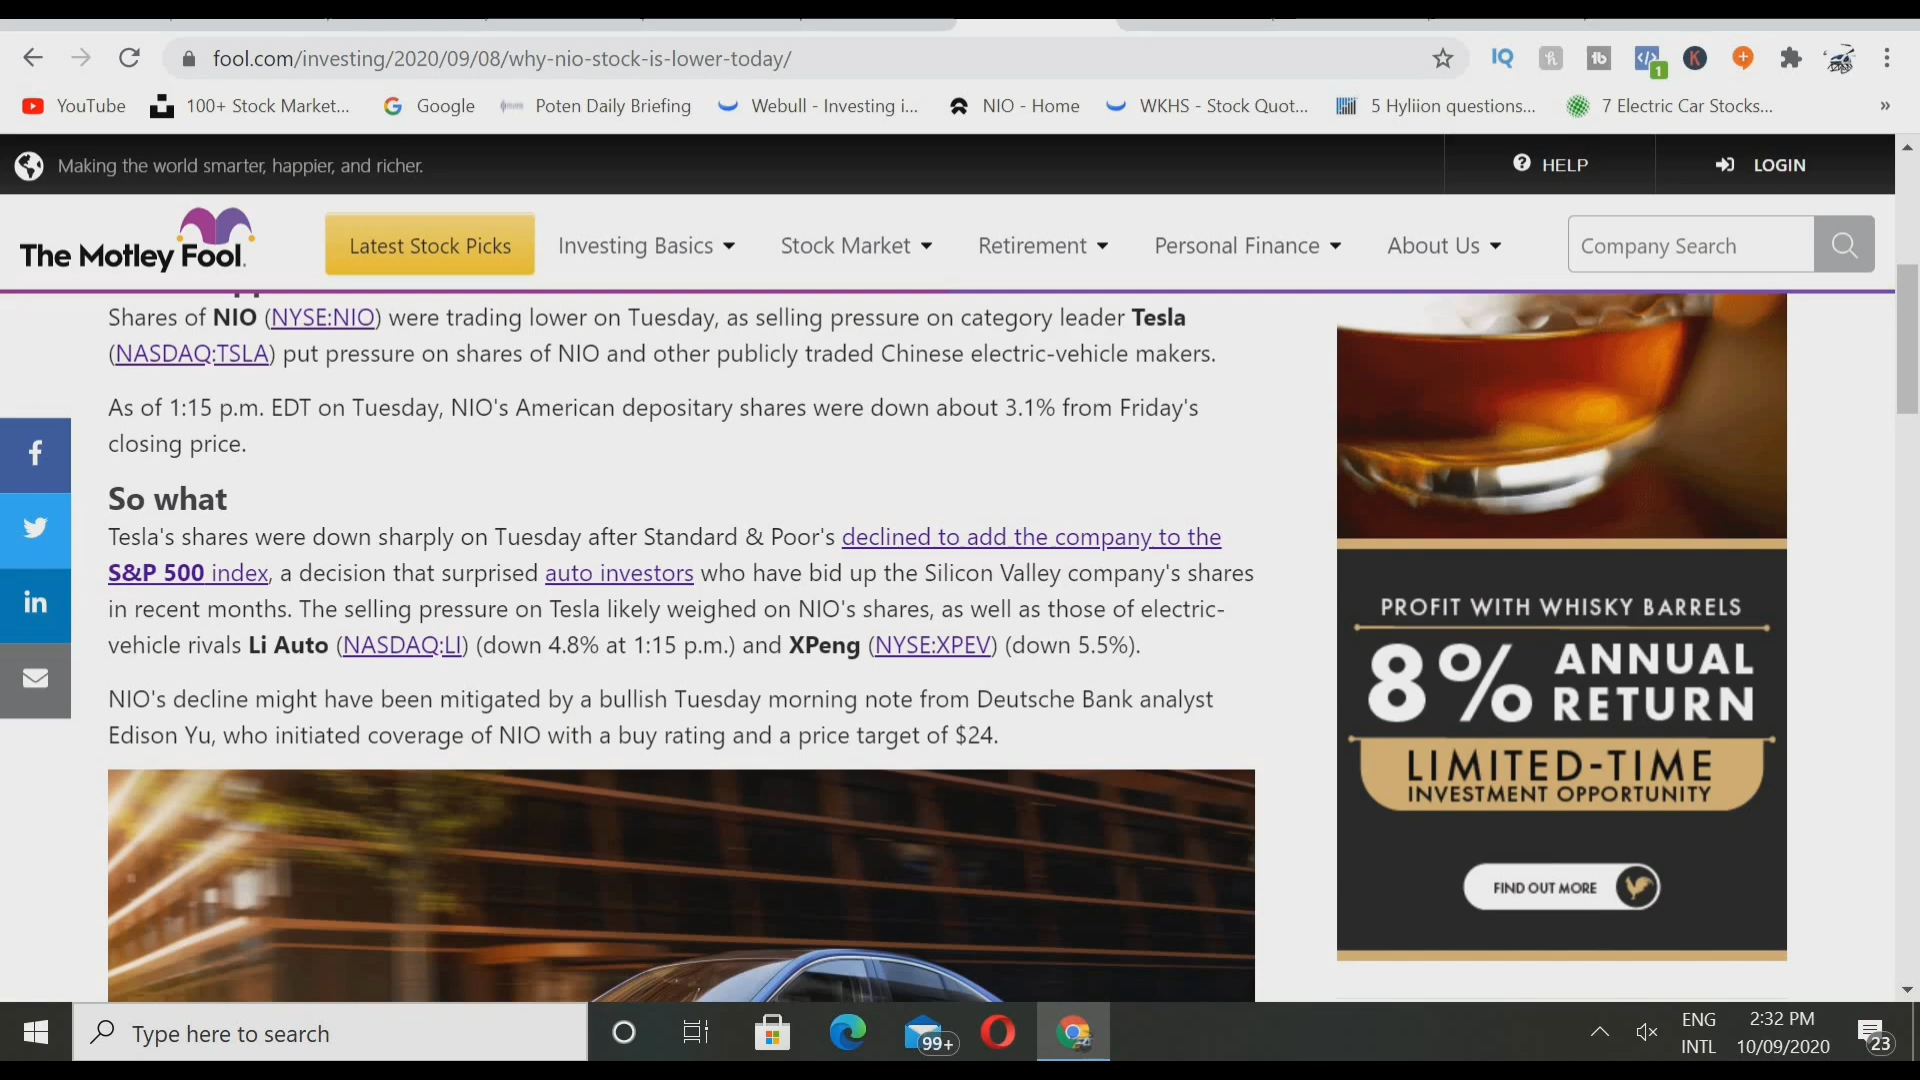 fool.com/investing/2020/09/08/why-nio-stock-is-lower-today/
IQ
tb
1
K
YouTube
100+ Stock Market...
Google
Poten Daily Briefing
Webull - Investing i...
NIO - Home
WKHS - Stock Quot...
5 Hyliion questions...
7 Electric Car Stocks...
»
Making the world smarter, happier, and richer.
HELP
LOGIN
The Motley Fool.
Latest Stock Picks
Investing Basics
Stock Market
Retirement
Personal Finance
About Us
Company Search
Shares of NIO (NYSE:NIO) were trading lower on Tuesday, as selling pressure on category leader Tesla
(NASDAQ:TSLA) put pressure on shares of NIO and other publicly traded Chinese electric-vehicle makers.
As of 1:15 p.m. EDT on Tuesday, NIO's American depositary shares were down about 3.1% from Friday's
closing price.
So what
Tesla's shares were down sharply on Tuesday after Standard & Poor's declined to add the company to the
S&P 500 index, a decision that surprised auto investors who have bid up the Silicon Valley company's shares
in recent months. The selling pressure on Tesla likely weighed on NIO's shares, as well as those of electric-
vehicle rivals Li Auto (NASDAQ:LI) (down 4.8% at 1:15 p.m.) and XPeng (NYSE:XPEV) (down 5.5%).
NIO's decline might have been mitigated by a bullish Tuesday morning note from Deutsche Bank analyst
Edison Yu, who initiated coverage of NIO with a buy rating and a price target of $24.
PROFIT WITH WHISKY BARRELS
8% ANNUAL
RETURN
LIMITED-TIME
INVESTMENT OPPORTUNITY
FIND OUT MORE
Type here to search
99+
ENG
INTL
2:32 PM
10/09/2020
23